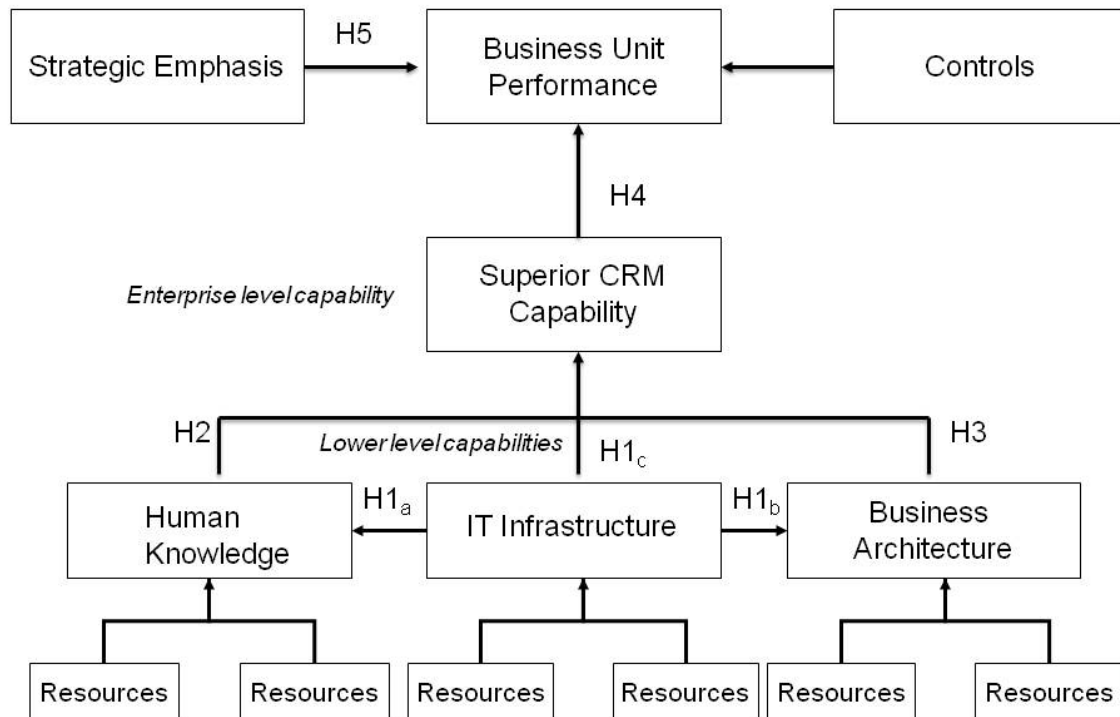 H5
Strategic Emphasis
Business Unit
Performance
Controls
H4
Enterprise level capability
Superior CRM
Capability
H2
Lower level capabilities
H1c
H3
Human
Knowledge
H1a
IT Infrastructure
H1b
Business
Architecture
Resources
Resources
Resources
Resources
Resources
Resources